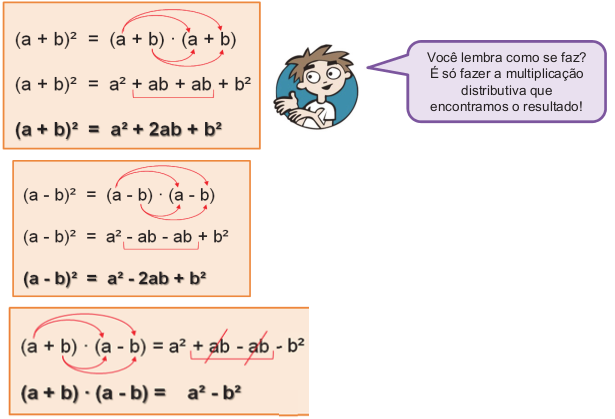 (a + b)² = (a + b) · (a + b)
(a + b)² = a² + ab + ab + b²
(a + b)² = a² + 2ab + b²
Você lembra como se faz?
É só fazer a multiplicação
distributiva que
encontramos o resultado!
(a - b)² = (a - b) · (a - b)
(a - b)² = a² - ab - ab + b²
(a - b)² = a² - 2ab + b²
(a + b) · (a - b) = a² + ab - ab - b²
(a + b) · (a - b) = a² - b²